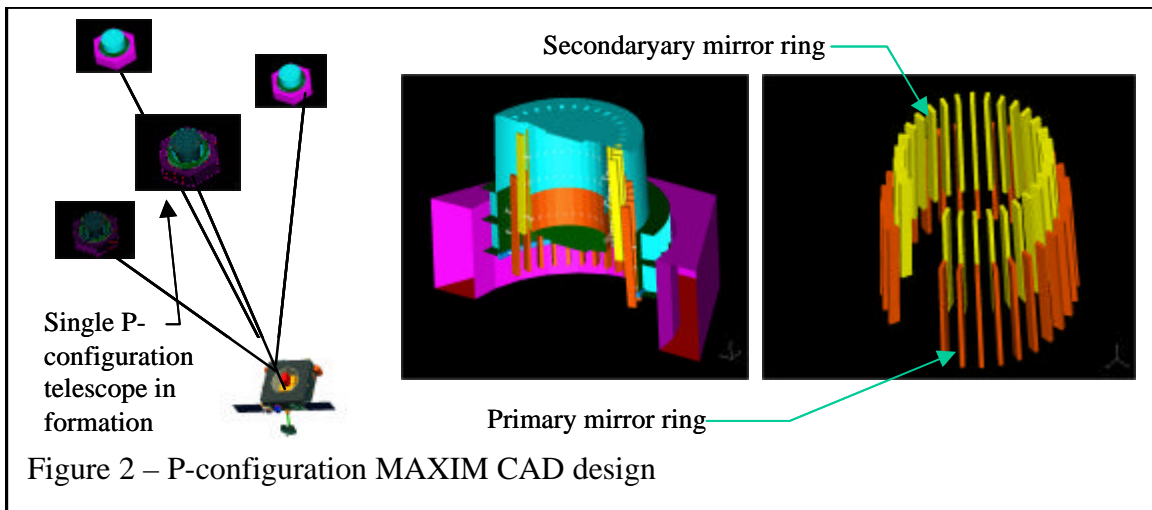 Secondaryary mirror ring
Single P-
configuration
telescope in
formation
Primary mirror ring
Figure 2 – P-configuration MAXIM CAD design